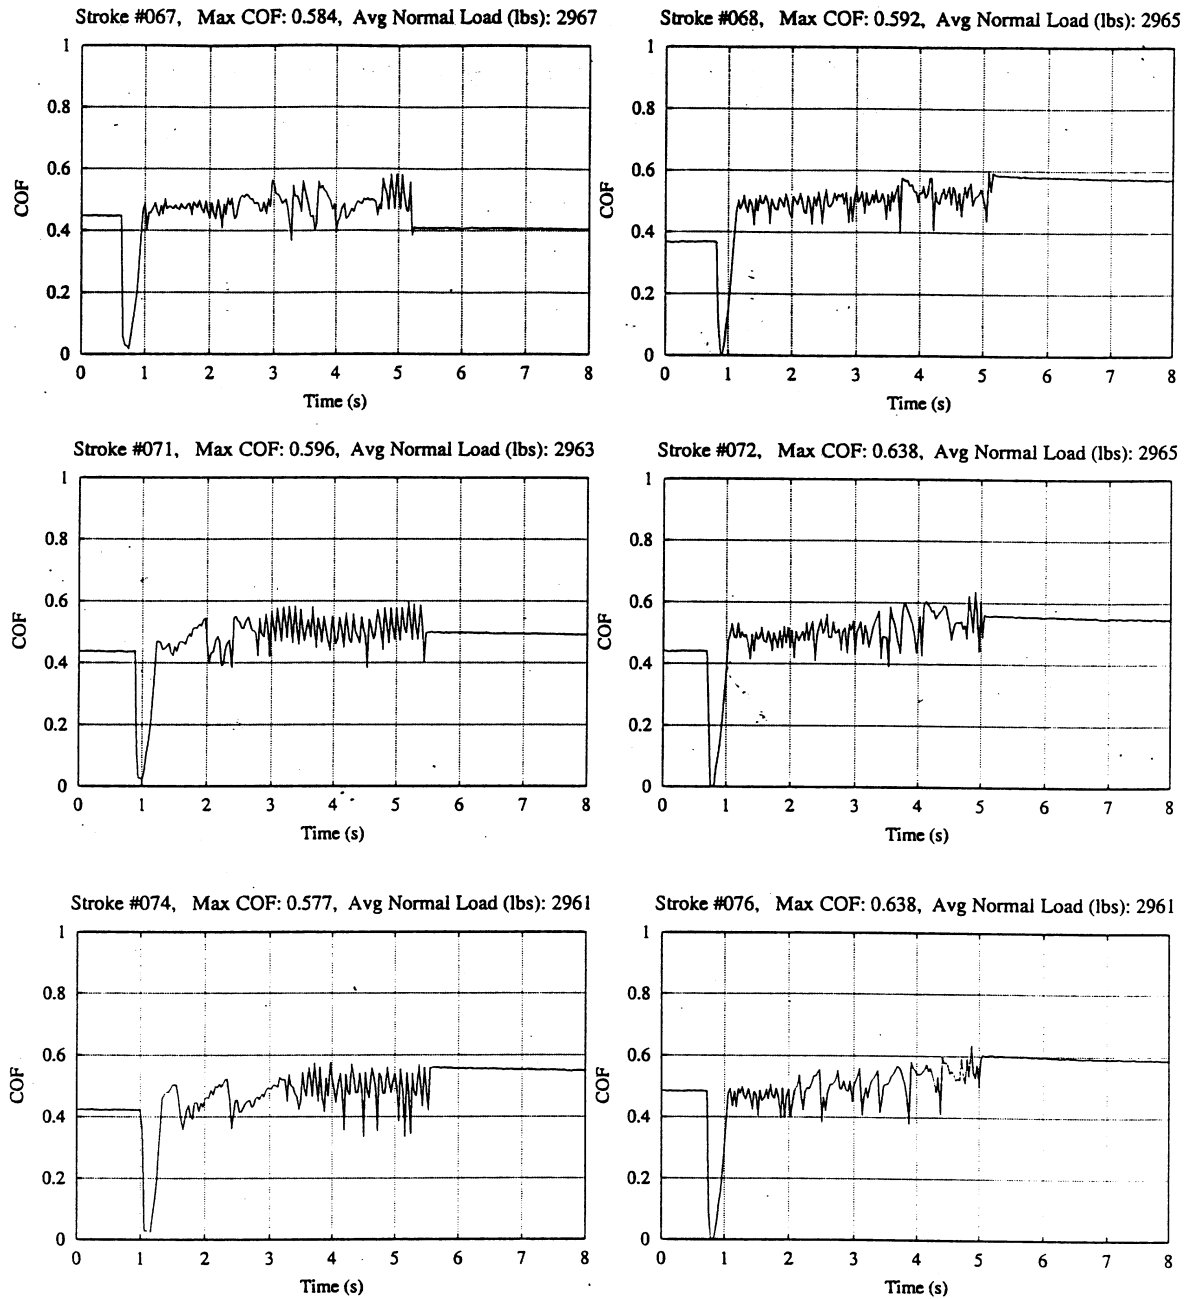 Stroke #067, Max COF: 0.584, Avg Normal Load (lbs): 2967
1
0.8
0.6
0.4
0.2
0
COF
0 1 2 3 4 5 6 7 8
Time (s)
Stroke #068, Max COF: 0.592, Avg Normal Load (lbs): 2965
1
0.8
0.6
0.4
0.2
0
COF
0 1 2 3 4 5 6 7 8
Time (s)
Stroke #071, Max COF: 0.596, Avg Normal Load (lbs): 2963
1
0.8
0.6
0.4
0.2
0
COF
0 1 2 3 4 5 6 7 8
Time (s)
Stroke #072, Max COF: 0.638, Avg Normal Load (lbs): 2965
1
0.8
0.6
0.4
0.2
0
COF
0 1 2 3 4 5 6 7 8
Time (s)
Stroke #074, Max COF: 0.577, Avg Normal Load (lbs): 2961
1
0.8
0.6
0.4
0.2
0
COF
0 1 2 3 4 5 6 7 8
Time (s)
Stroke #076, Max COF: 0.638, Avg Normal Load (lbs): 2961
1
0.8
0.6
0.4
0.2
0
COF
0 1 2 3 4 5 6 7 8
Time (s)